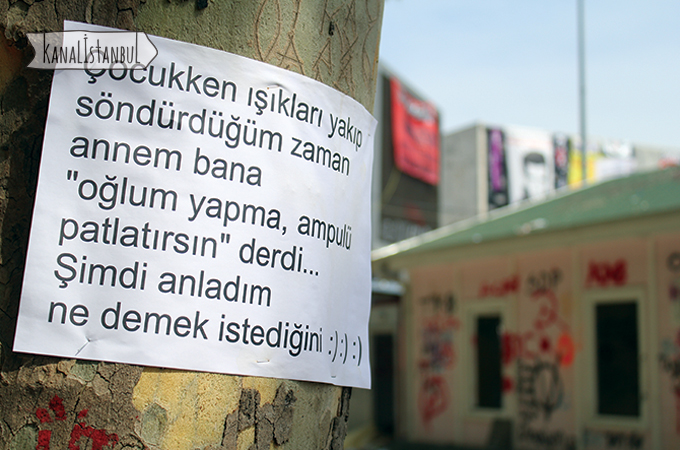 KANALİSTANBUL
Çocukken ışıkları yakıp
söndürdüğüm zaman
annem bana
"oğlum yapma, ampulü
patlatırsın" derdi...
Şimdi anladım
ne demek istediğini :) :) :)